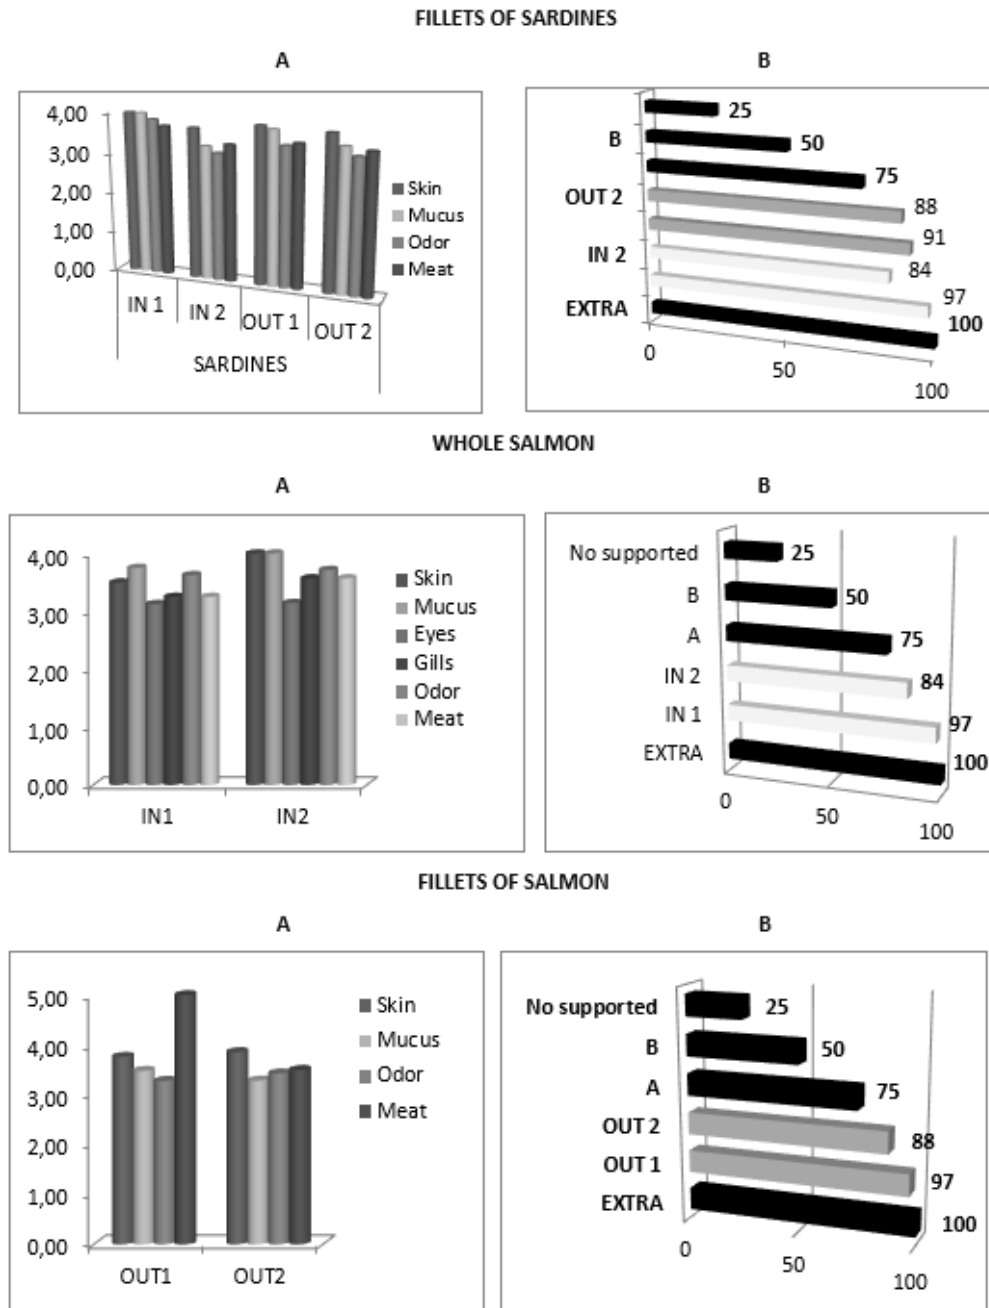 FILLETS OF SARDINES
A
B
4,00
3,00
2,00
1,00
0,00
IN 1
IN 2
OUT 1
OUT 2
SARDINES
Skin
Mucus
Odor
Meat
25
B
50
75
OUT 2
88
91
IN 2
84
97
EXTRA
100
0
50
100
WHOLE SALMON
A
B
4,00
3,00
2,00
1,00
0,00
IN1
IN2
Skin
Mucus
Eyes
Gills
Odor
Meat
No supported
25
B
50
A
75
IN 2
84
IN 1
97
EXTRA
100
0
50
100
FILLETS OF SALMON
A
B
5,00
4,00
3,00
2,00
1,00
0,00
OUT1
OUT2
Skin
Mucus
Odor
Meat
No supported
25
B
50
A
75
OUT 2
88
OUT 1
97
EXTRA
100
0
50
100